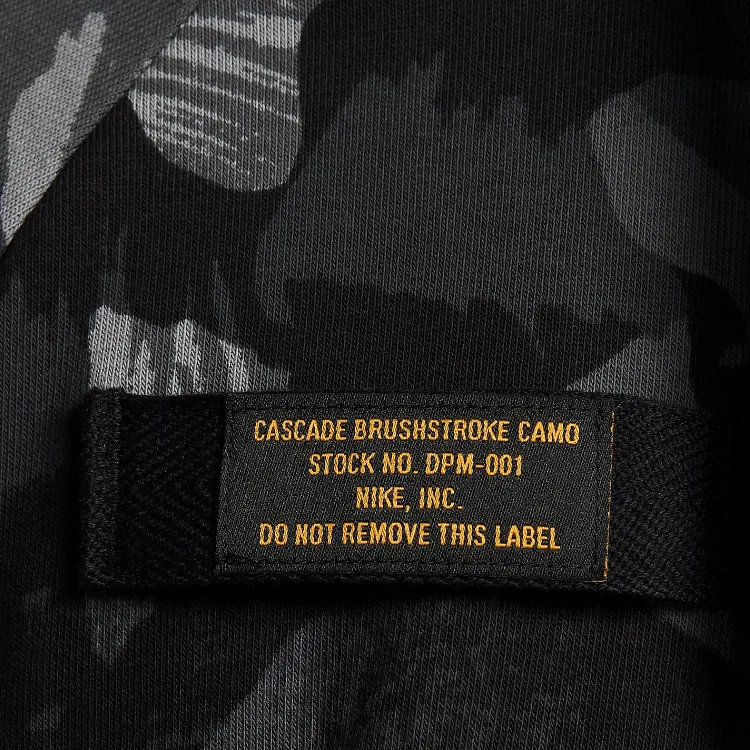 CASCADE BRUSHSTROKE CAMO
STOCK NO. DPM-001
NIKE, INC.
DO NOT REMOVE THIS LABEL